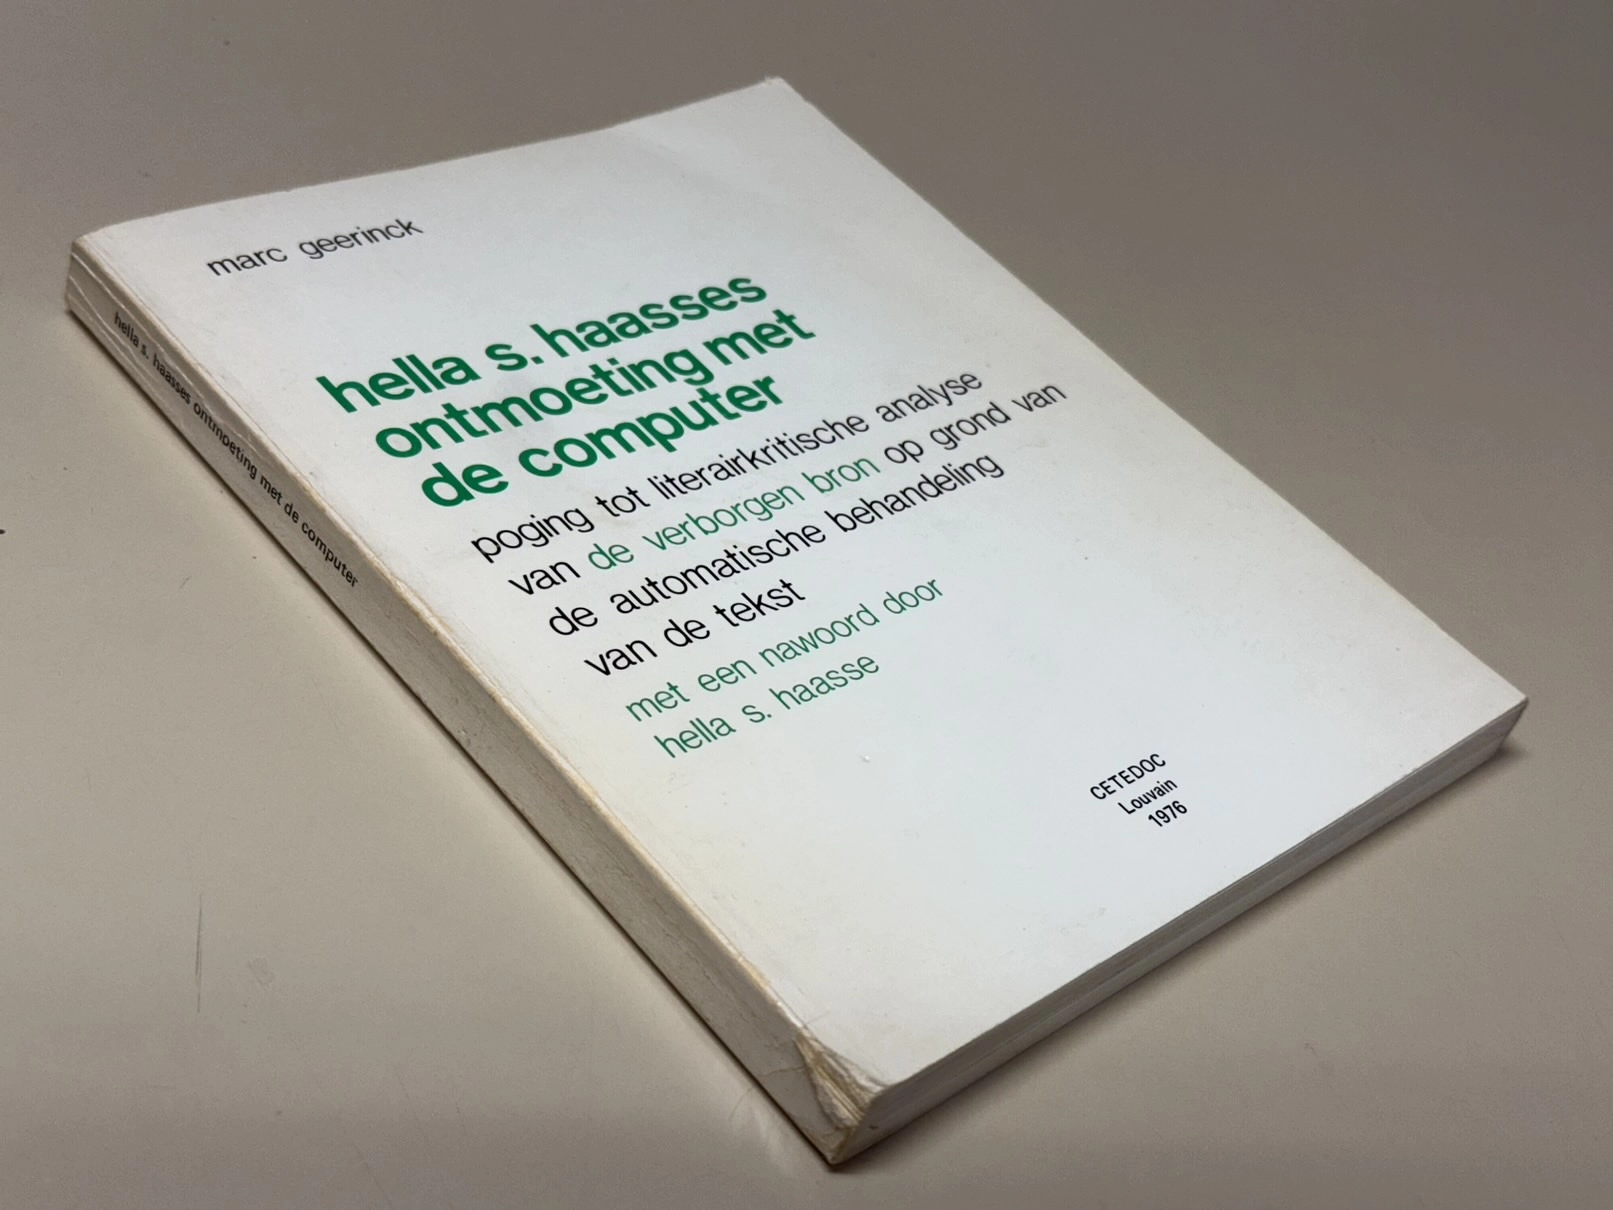 marc geerinck
hella s. haasses
ontmoeting met
de computer
poging tot literairkritische analyse
van de verborgen bron op grond van
de automatische behandeling
van de tekst
met een nawoord door
hella s. haasse
CETEDOC
Louvain
1976
hella s. haasses ontmoeting met de computer